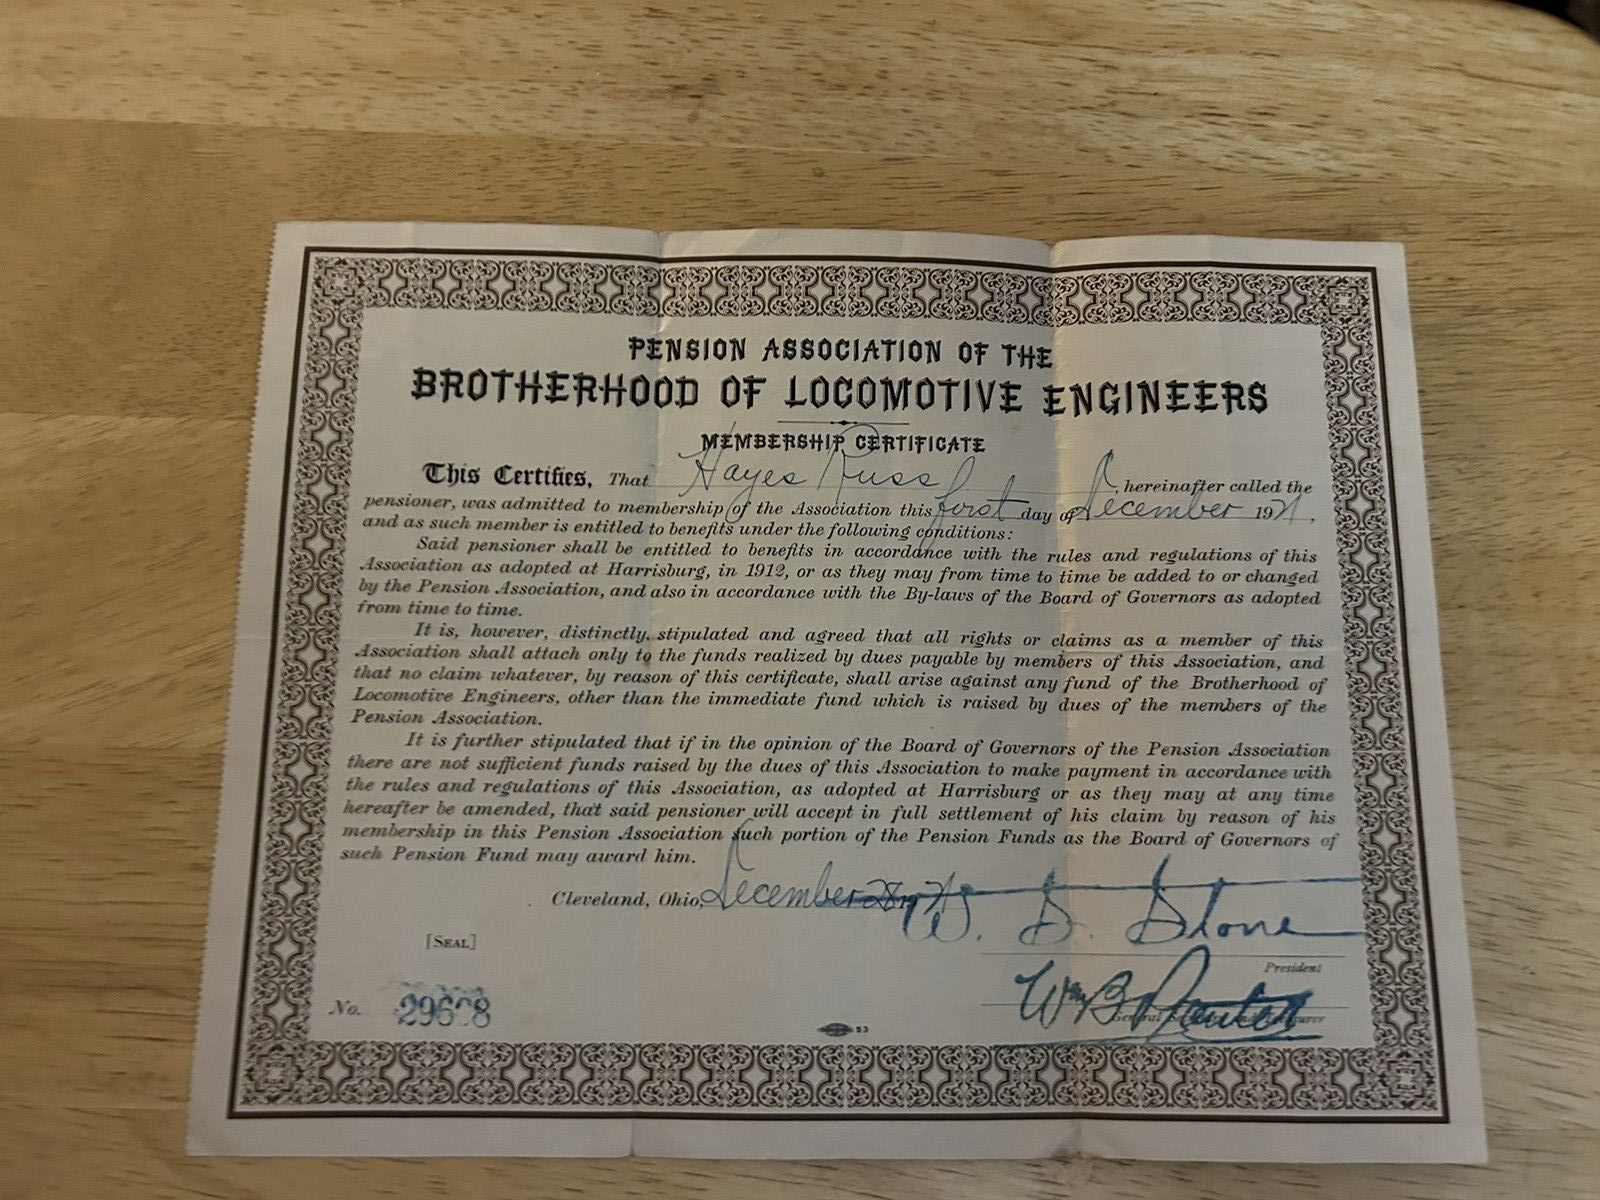 PENSION ASSOCIATION OF THE
BROTHERHOOD OF LOCOMOTIVE ENGINEERS
MEMBERSHIP CERTIFICATE
This Certifies, That Hayes Russ , hereinafter called the
pensioner, was admitted to membership of the Association this first day of December 1921.
and as such member is entitled to benefits under the following conditions:
Said pensioner shall be entitled to benefits in accordance with the rules and regulations of this
Association as adopted at Harrisburg, in 1912, or as they may from time to time be added to or changed
by the Pension Association, and also in accordance with the By-laws of the Board of Governors as adopted
from time to time.
It is, however, distinctly stipulated and agreed that all rights or claims as a member of this
Association shall attach only to the funds realized by dues payable by members of this Association, and
that no claim whatever, by reason of this certificate, shall arise against any fund of the Brotherhood of
Locomotive Engineers, other than the immediate fund which is raised by dues of the members of the
Pension Association.
It is further stipulated that if in the opinion of the Board of Governors of the Pension Association
there are not sufficient funds raised by the dues of this Association to make payment in accordance with
the rules and regulations of this Association, as adopted at Harrisburg or as they may at any time
hereafter be amended, that said pensioner will accept in full settlement of his claim by reason of his
membership in this Pension Association such portion of the Pension Funds as the Board of Governors of
such Pension Fund may award him.
Cleveland, Ohio, December 28 19 W. S. Stone
[SEAL]
President
Wm B
General Secretary and Treasurer
No.
53